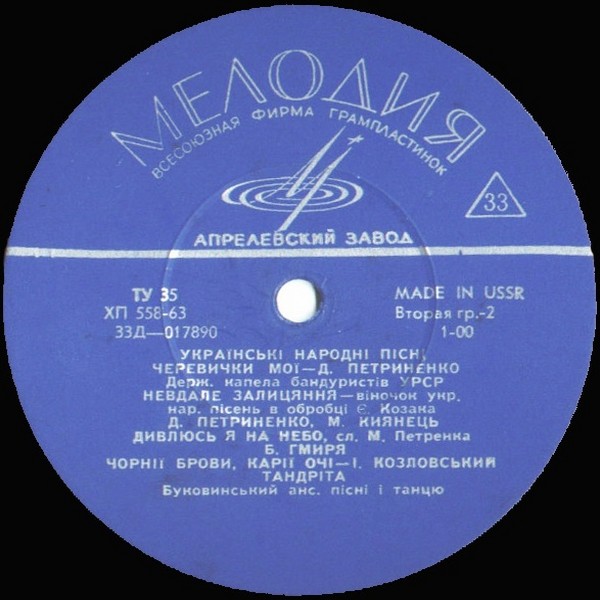 МЕЛОДИЯ
ВСЕСОЮЗНАЯ ФИРМА ГРАМПЛАСТИНОК
33
АПРЕЛЕВСКИЙ ЗАВОД
ТУ 35
ХП 558-63
33Д—017890
MADE IN USSR
Вторая гр.-2
1-00
УКРАЇНСЬКІ НАРОДНІ ПІСНІ
ЧЕРЕВИЧКИ МОЇ—Д. ПЕТРИНЕНКО
Держ. капела бандуристів УРСР
НЕВДАЛЕ ЗАЛИЦЯННЯ—віночок укр.
нар. пісень в обробці Є. Козака
Д. ПЕТРИНЕНКО, М. КИЯНЕЦЬ
ДИВЛЮСЬ Я НА НЕБО, сл. М. Петренка
Б. ГМИРЯ
ЧОРНІЇ БРОВИ, КАРІЇ ОЧІ—І. КОЗЛОВСЬКИЙ
ТАНДРІТА
Буковинський анс. пісні і танцю